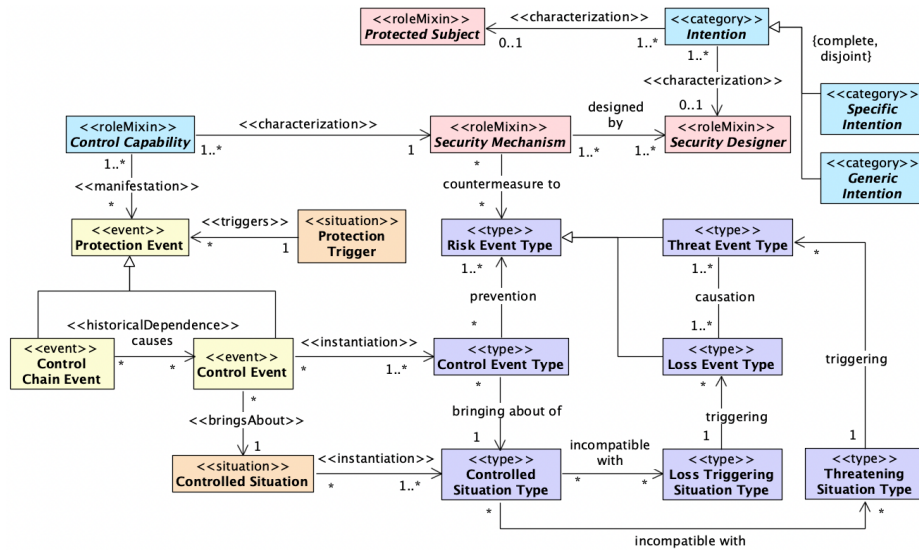 <<roleMixin>>
Protected Subject
<<characterization>>
0..1
1..*
<<category>>
Intention
1..*
{complete,
disjoint}
<<characterization>>
0..1
<<category>>
Specific
Intention
<<category>>
Generic
Intention
<<roleMixin>>
Control Capability
1..*
<<characterization>>
1..*
1
<<roleMixin>>
Security Mechanism
*
designed
by
1..*
1..*
<<roleMixin>>
Security Designer
<<manifestation>>
*
countermeasure to
*
<<event>>
Protection Event
<<triggers>>
*
1
<<situation>>
Protection
Trigger
<<type>>
Risk Event Type
1..*
<<type>>
Threat Event Type
1..*
*
prevention
*
causation
1..*
<<historicalDependence>>
causes
*
*
<<event>>
Control
Chain Event
<<event>>
Control Event
*
<<instantiation>>
*
1..*
<<type>>
Control Event Type
*
<<type>>
Loss Event Type
*
triggering
<<bringsAbout>>
1
bringing about of
1
triggering
1
1
<<situation>>
Controlled Situation
<<instantiation>>
*
1..*
<<type>>
Controlled
Situation Type
*
incompatible
with
*
*
<<type>>
Loss Triggering
Situation Type
<<type>>
Threatening
Situation Type
*
incompatible with